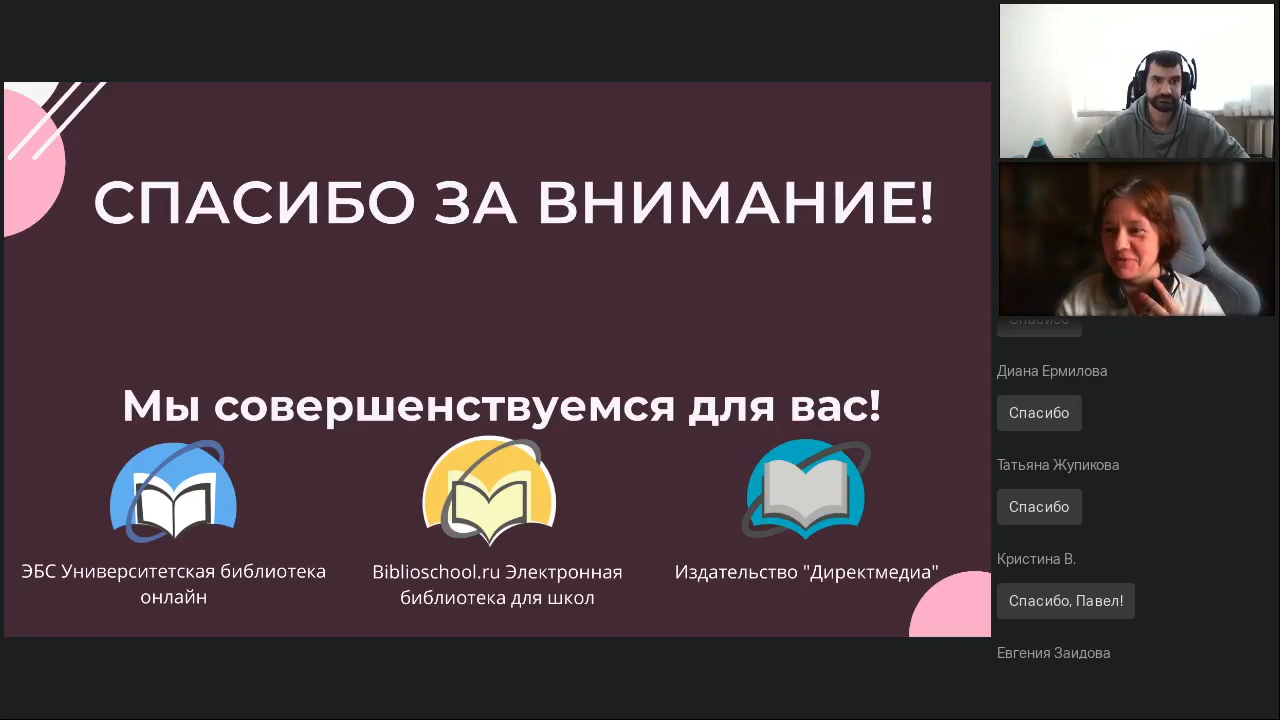 СПАСИБО ЗА ВНИМАНИЕ!
Мы совершенствуемся для вас!
ЭБС Университетская библиотека
онлайн
Biblioschool.ru Электронная
библиотека для школ
Издательство "Директмедиа"
Спасибо
Диана Ермилова
Спасибо
Татьяна Жупикова
Спасибо
Кристина В.
Спасибо, Павел!
Евгения Заидова